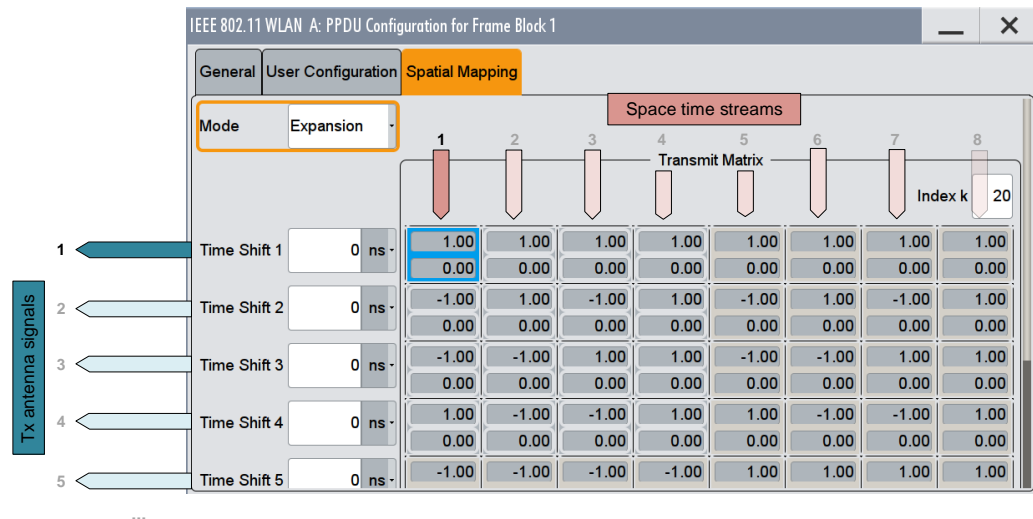 IEEE 802.11 WLAN A: PPDU Configuration for Frame Block 1
General User Configuration Spatial Mapping
Space time streams
Mode Expansion
1 2 3 4 5 6 7 8
Transmit Matrix
Index k 20
Tx antenna signals
1 Time Shift 1 0 ns 1.00 1.00 1.00 1.00 1.00 1.00 1.00 1.00
0.00 0.00 0.00 0.00 0.00 0.00 0.00 0.00
2 Time Shift 2 0 ns -1.00 1.00 -1.00 1.00 -1.00 1.00 -1.00 1.00
0.00 0.00 0.00 0.00 0.00 0.00 0.00 0.00
3 Time Shift 3 0 ns -1.00 -1.00 1.00 1.00 -1.00 -1.00 1.00 1.00
0.00 0.00 0.00 0.00 0.00 0.00 0.00 0.00
4 Time Shift 4 0 ns 1.00 -1.00 -1.00 1.00 1.00 -1.00 -1.00 1.00
0.00 0.00 0.00 0.00 0.00 0.00 0.00 0.00
5 Time Shift 5 0 ns -1.00 -1.00 -1.00 -1.00 1.00 1.00 1.00 1.00
...